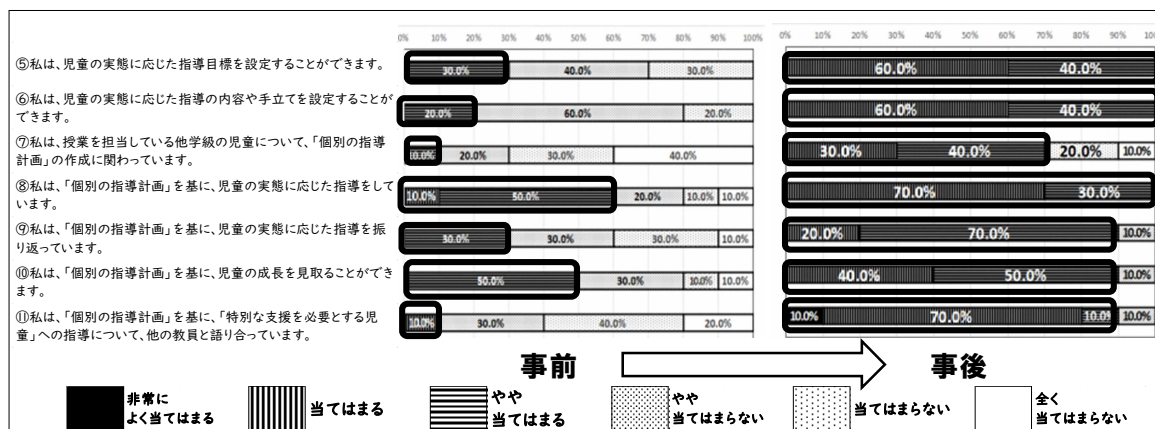 0% 10% 20% 30% 40% 50% 60% 70% 80% 90% 100%
0% 10% 20% 30% 40% 50% 60% 70% 80% 90% 100%
⑤私は、児童の実態に応じた指導目標を設定することができます。
30.0% 40.0% 30.0%
60.0% 40.0%
⑥私は、児童の実態に応じた指導の内容や手立てを設定することが
できます。
20.0% 60.0% 20.0%
60.0% 40.0%
⑦私は、授業を担当している他学級の児童について、「個別の指導
計画」の作成に関わっています。
10.0% 20.0% 30.0% 40.0%
30.0% 40.0% 20.0% 10.0%
⑧私は、「個別の指導計画」を基に、児童の実態に応じた指導をして
います。
10.0% 50.0% 20.0% 10.0% 10.0%
70.0% 30.0%
⑨私は、「個別の指導計画」を基に、児童の実態に応じた指導を振
り返っています。
30.0% 30.0% 30.0% 10.0%
20.0% 70.0% 10.0%
⑩私は、「個別の指導計画」を基に、児童の成長を見取ることができ
ます。
50.0% 30.0% 10.0% 10.0%
40.0% 50.0% 10.0%
⑪私は、「個別の指導計画」を基に、「特別な支援を必要とする児
童」への指導について、他の教員と語り合っています。
10.0% 30.0% 40.0% 20.0%
10.0% 70.0% 10.0% 10.0%
事前 事後
非常に
よく当てはまる
当てはまる
やや
当てはまる
やや
当てはまらない
当てはまらない
全く
当てはまらない